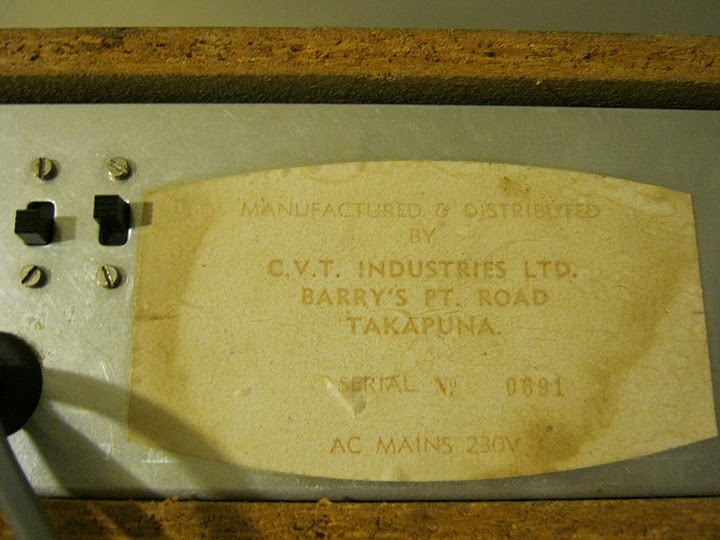 MANUFACTURED & DISTRIBUTED
BY
C.V.T. INDUSTRIES LTD.
BARRY'S PT. ROAD
TAKAPUNA.
SERIAL Nº 0691
AC MAINS 230V